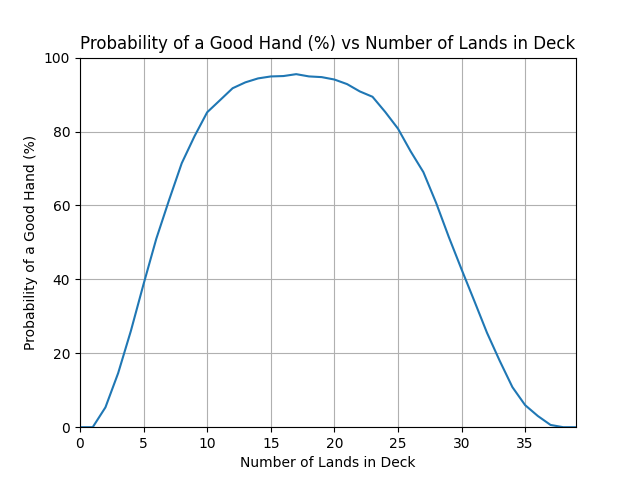 Probability of a Good Hand (%) vs Number of Lands in Deck
Probability of a Good Hand (%)
100
80
60
40
20
0
0 5 10 15 20 25 30 35
Number of Lands in Deck